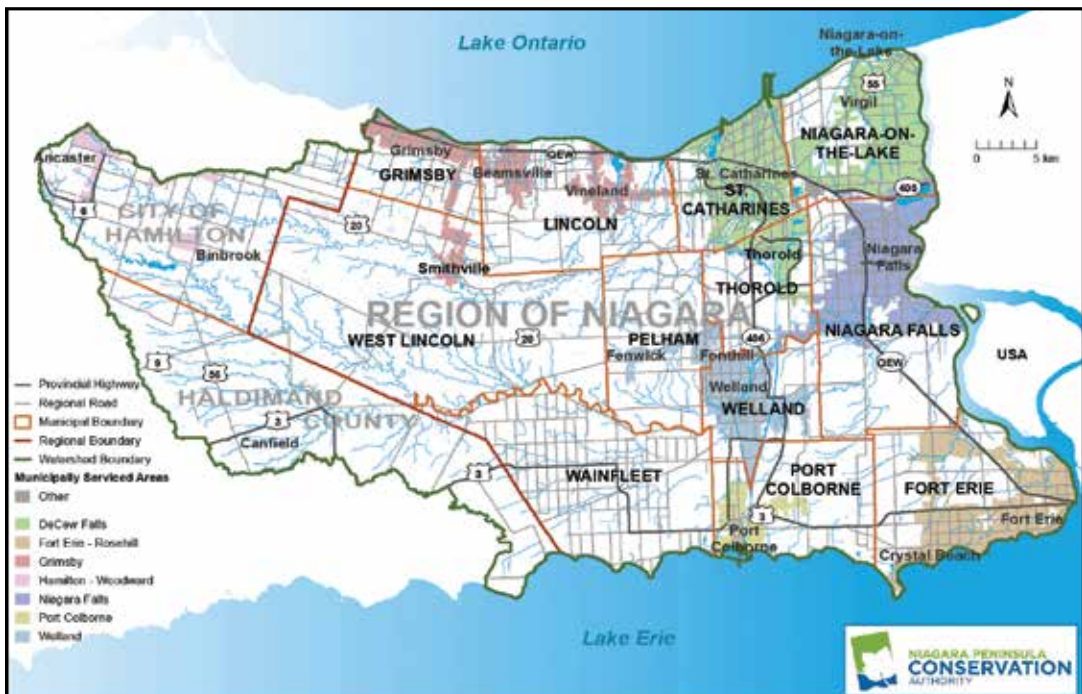 Lake Ontario
Niagara-on-
the-Lake
55
Virgil
NIAGARA-ON-
THE-LAKE
N
0
5 km
Ancaster
6
CITY OF
HAMILTON
Binbrook
Grimsby
GRIMSBY
Beamsville
QEW
Vineland
LINCOLN
St. Catharines
ST.
CATHARINES
405
20
Smithville
Thorold
THOROLD
Niagara
Falls
REGION OF NIAGARA
WEST LINCOLN
20
PELHAM
Fenwick
Fonthill
406
NIAGARA FALLS
QEW
USA
Welland
WELLAND
56
HALDIMAND
COUNTY
3
Canfield
3
WAINFLEET
PORT
COLBORNE
3
Port
Colborne
FORT ERIE
Fort Erie
Crystal Beach
Provincial Highway
Regional Road
Municipal Boundary
Regional Boundary
Watershed Boundary
Municipally Serviced Areas
Other
DeCew Falls
Fort Erie - Rosehill
Grimsby
Hamilton - Woodward
Niagara Falls
Port Colborne
Welland
Lake Erie
NIAGARA PENINSULA
CONSERVATION
AUTHORITY